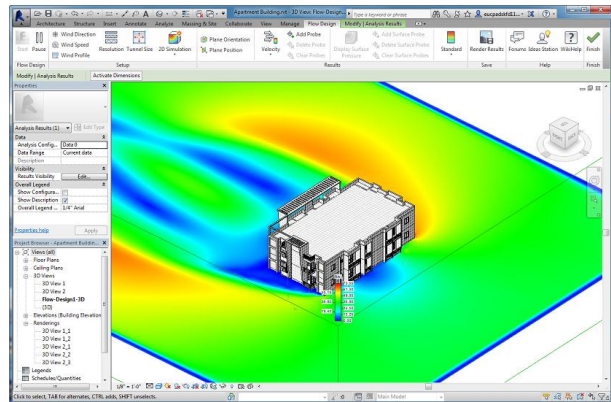 Apartment Building.rvt - 3D View: Flow Desig...
Type a keyword or phrase
Architecture Structure Insert Annotate Analyze Massing & Site Collaborate View Manage Flow Design Modify | Analysis Results
Start Pause
Wind Direction
Wind Speed
Wind Profile
Resolution Tunnel Size 2D Simulation
Plane Orientation
Plane Position
Velocity
Add Probe
Delete Probe
Clear Probes
Display Surface Pressure
Add Surface Probe
Delete Surface Probe
Clear Surface Probes
Standard
Render Results
Forums Ideas Station WikiHelp
Finish
Flow Design Setup Results Save Help Finish
Modify | Analysis Results Activate Dimensions
Properties
Analysis Results (1) Edit Type
Data
Analysis Config... Data 0
Data Range Current data
Description
Visibility
Results Visibility Edit...
Overall Legend
Show Configura...
Show Description
Overall Legend ... 1/4" Arial
Properties help Apply
Project Browser - Apartment Buildin...
Views (all)
Floor Plans
Ceiling Plans
3D Views
3D View 1
3D View 2
Flow-Design1-3D
{3D}
Elevations (Building Elevation
Renderings
3D View 1_1
3D View 1_2
3D View 2_1
3D View 2_2
3D View 2_3
Legends
Schedules/Quantities
1/8" = 1'-0"
Click to select, TAB for alternates, CTRL adds, SHIFT unselects.
Main Model